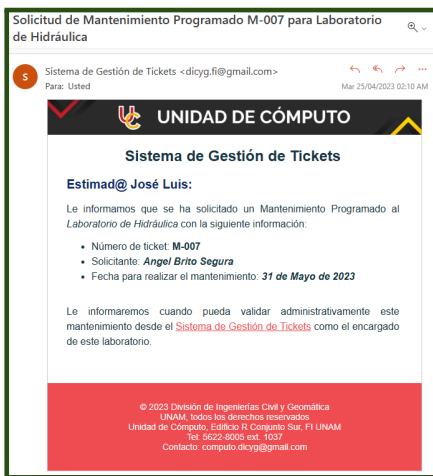 Solicitud de Mantenimiento Programado M-007 para Laboratorio
de Hidráulica
S
Sistema de Gestión de Tickets <dicyg.fi@gmail.com>
Para: Usted
Mar 25/04/2023 02:10 AM
UC UNIDAD DE CÓMPUTO
Sistema de Gestión de Tickets
Estimad@ José Luis:
Le informamos que se ha solicitado un Mantenimiento Programado al
Laboratorio de Hidráulica con la siguiente información:
• Número de ticket: M-007
• Solicitante: Angel Brito Segura
• Fecha para realizar el mantenimiento: 31 de Mayo de 2023
Le informaremos cuando pueda validar administrativamente este
mantenimiento desde el Sistema de Gestión de Tickets como el encargado
de este laboratorio.
© 2023 División de Ingenierías Civil y Geomática
UNAM, todos los derechos reservados
Unidad de Cómputo, Edificio R Conjunto Sur, FI UNAM
Tel: 5622-8005 ext. 1037
Contacto: computo.dicyg@gmail.com